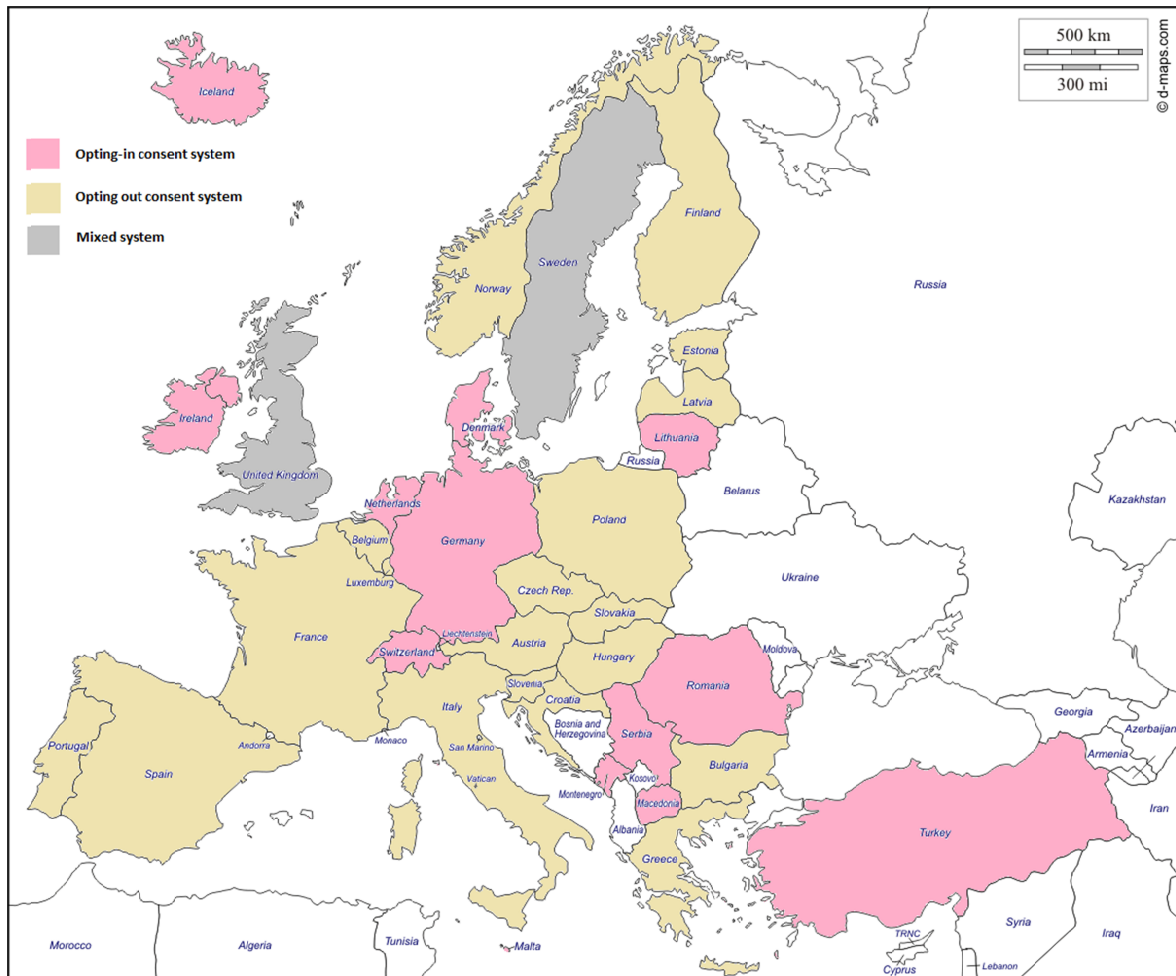 500 km
300 mi
© d-maps.com
Iceland
Opting-in consent system
Opting out consent system
Mixed system
Finland
Sweden
Norway
Russia
Estonia
Latvia
Ireland
Denmark
Lithuania
Russia
United Kingdom
Netherlands
Belarus
Kazakhstan
Poland
Belgium
Germany
Luxemburg
Czech Rep.
Ukraine
Slovakia
France
Liechtenstein
Austria
Switzerland
Hungary
Moldova
Slovenia
Romania
Italy
Croatia
Georgia
Bosnia and
Herzegovina
Serbia
Azerbaijan
Portugal
Andorra
Monaco
San Marino
Armenia
Spain
Vatican
Kosovo
Bulgaria
Montenegro
Macedonia
Iran
Albania
Turkey
Greece
Syria
Morocco
Algeria
Tunisia
Malta
TRNC
Iraq
Cyprus
Lebanon